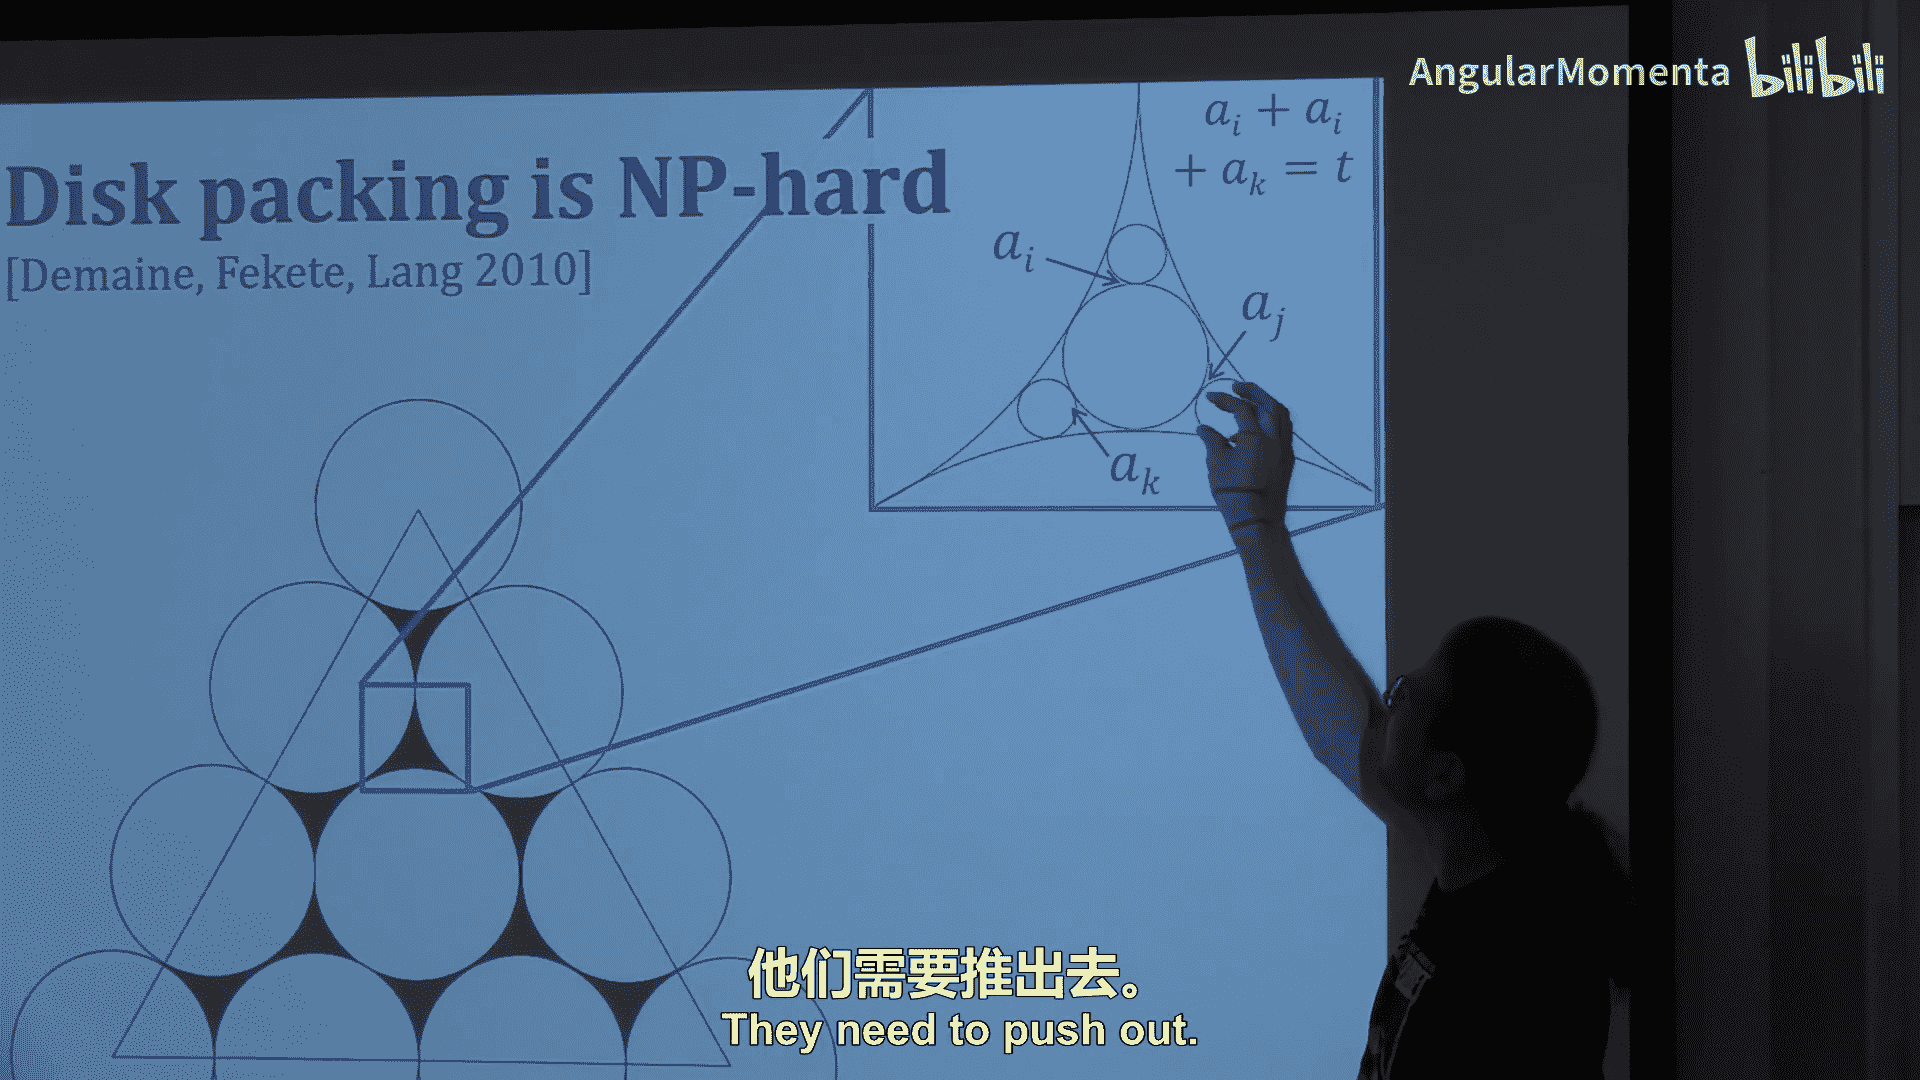 AngularMomenta bilibili
a_i + a_i
+ a_k = t
Disk packing is NP-hard
[Demaine, Fekete, Lang 2010]
a_i
a_j
a_k
他们需要推出去。
They need to push out.